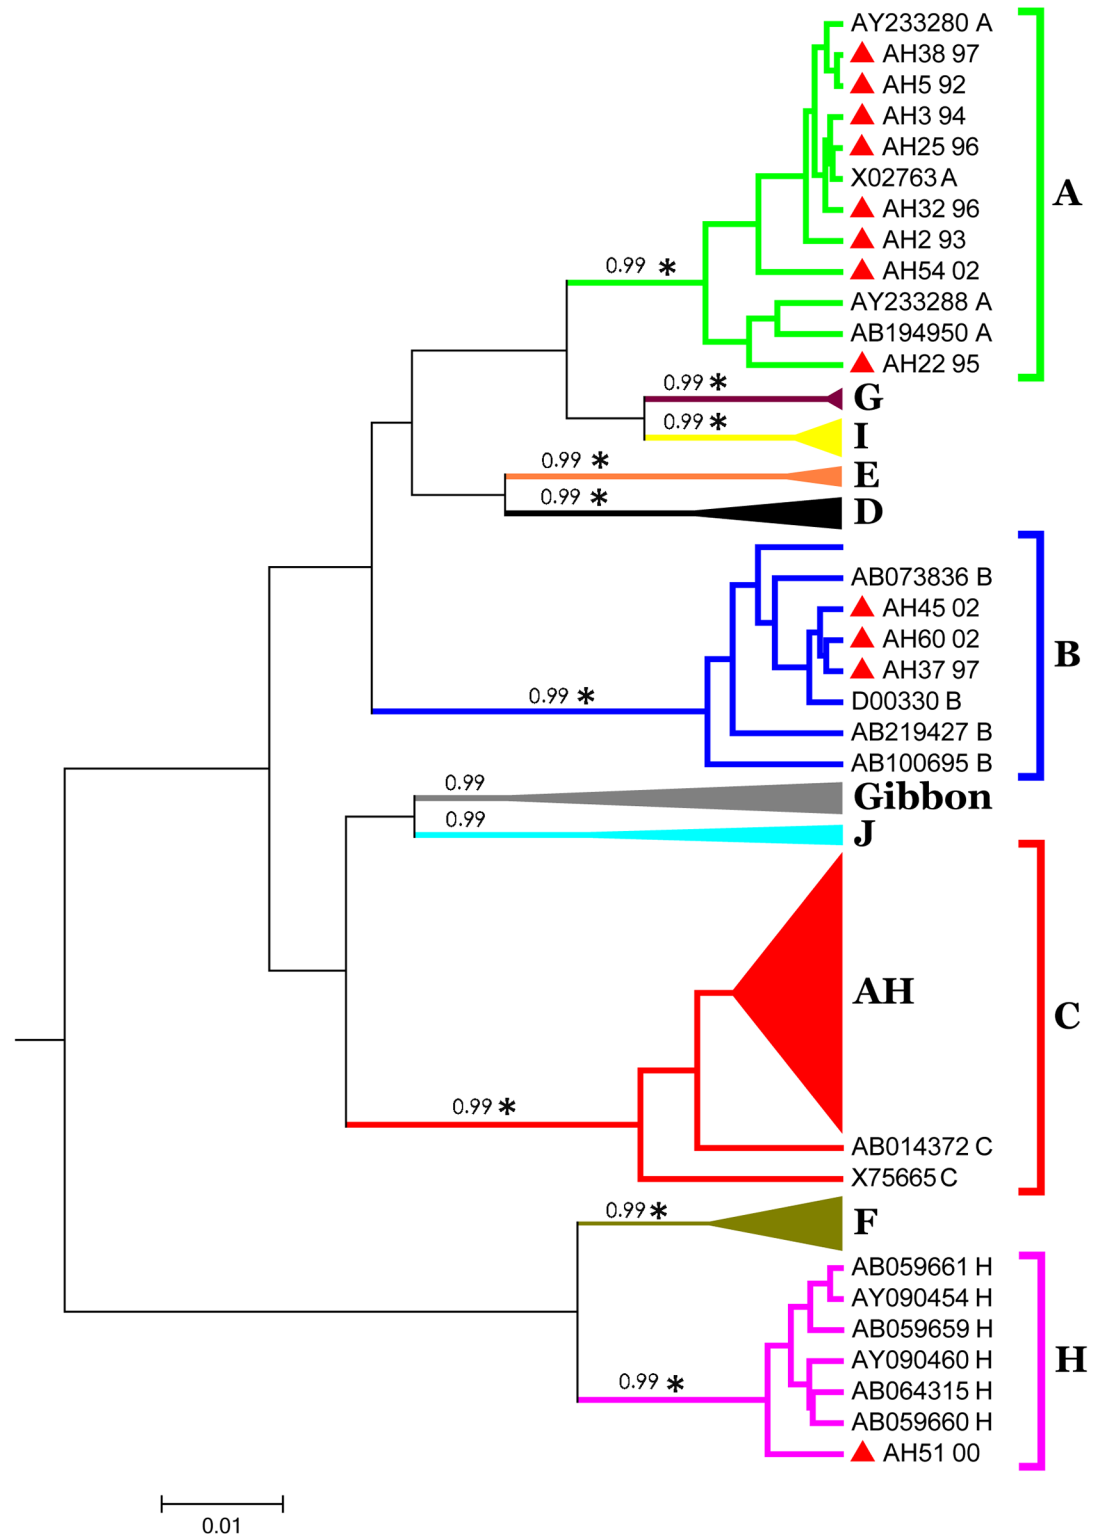 AY233280 A
AH38 97
AH5 92
AH3 94
AH25 96
X02763 A
A
AH32 96
AH2 93
0.99 *
AH54 02
AY233288 A
AB194950 A
AH22 95
0.99 *
G
0.99 *
I
0.99 *
E
0.99 *
D
AB073836 B
AH45 02
AH60 02
B
AH37 97
0.99 *
D00330 B
AB219427 B
AB100695 B
0.99
Gibbon
0.99
J
AH
C
0.99 *
AB014372 C
X75665 C
0.99 *
F
AB059661 H
AY090454 H
AB059659 H
AY090460 H
H
0.99 *
AB064315 H
AB059660 H
AH51 00
0.01